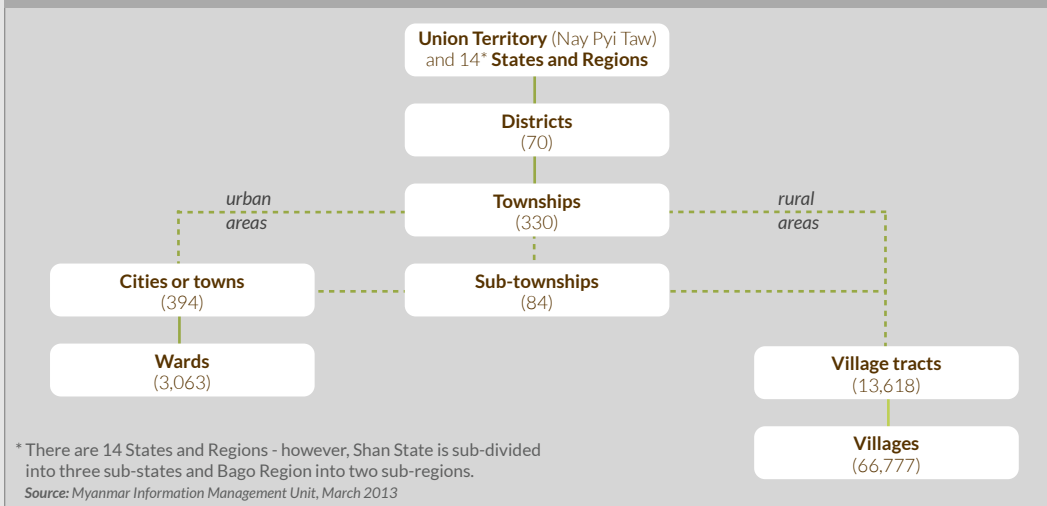 Union Territory (Nay Pyi Taw)
and 14* States and Regions
Districts
(70)
Townships
(330)
urban
areas
rural
areas
Cities or towns
(394)
Sub-townships
(84)
Wards
(3,063)
Village tracts
(13,618)
Villages
(66,777)
* There are 14 States and Regions - however, Shan State is sub-divided
into three sub-states and Bago Region into two sub-regions.
Source: Myanmar Information Management Unit, March 2013